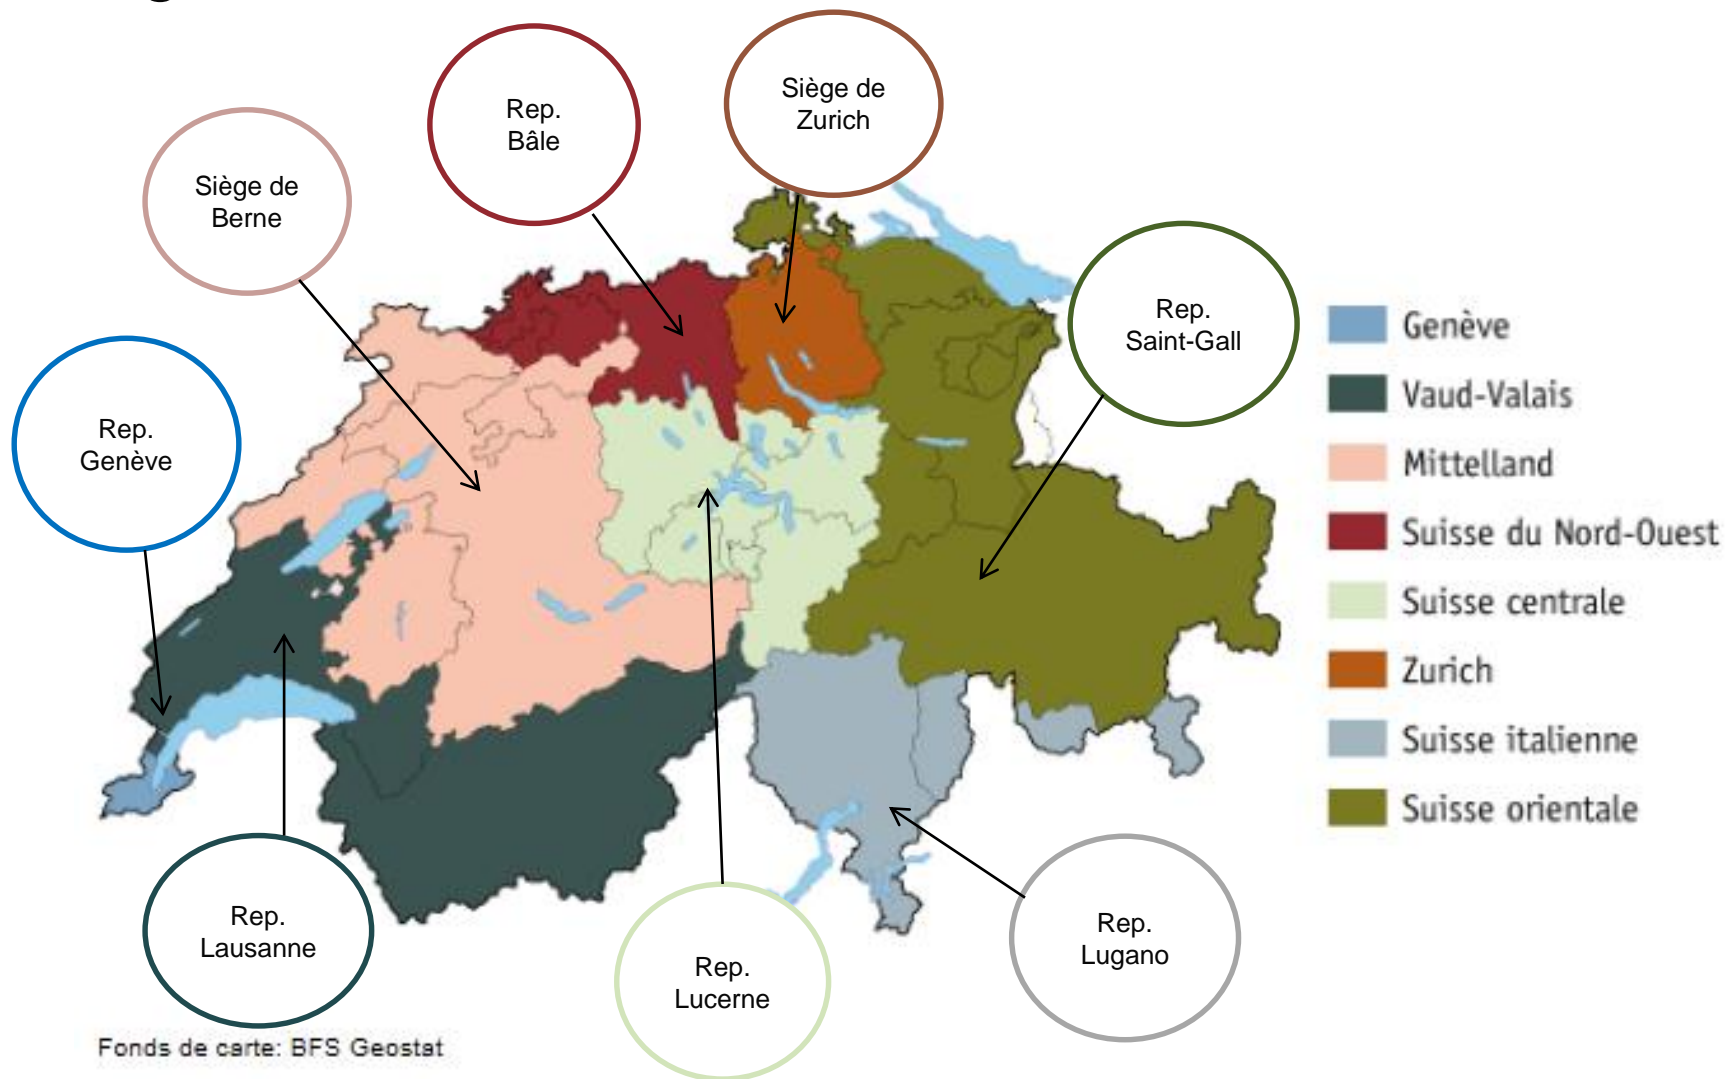 Siège de
Zurich
Rep.
Bâle
Siège de
Berne
Rep.
Saint-Gall
Rep.
Genève
Rep.
Lausanne
Rep.
Lucerne
Rep.
Lugano
Genève
Vaud-Valais
Mittelland
Suisse du Nord-Ouest
Suisse centrale
Zurich
Suisse italienne
Suisse orientale
Fonds de carte: BFS Geostat